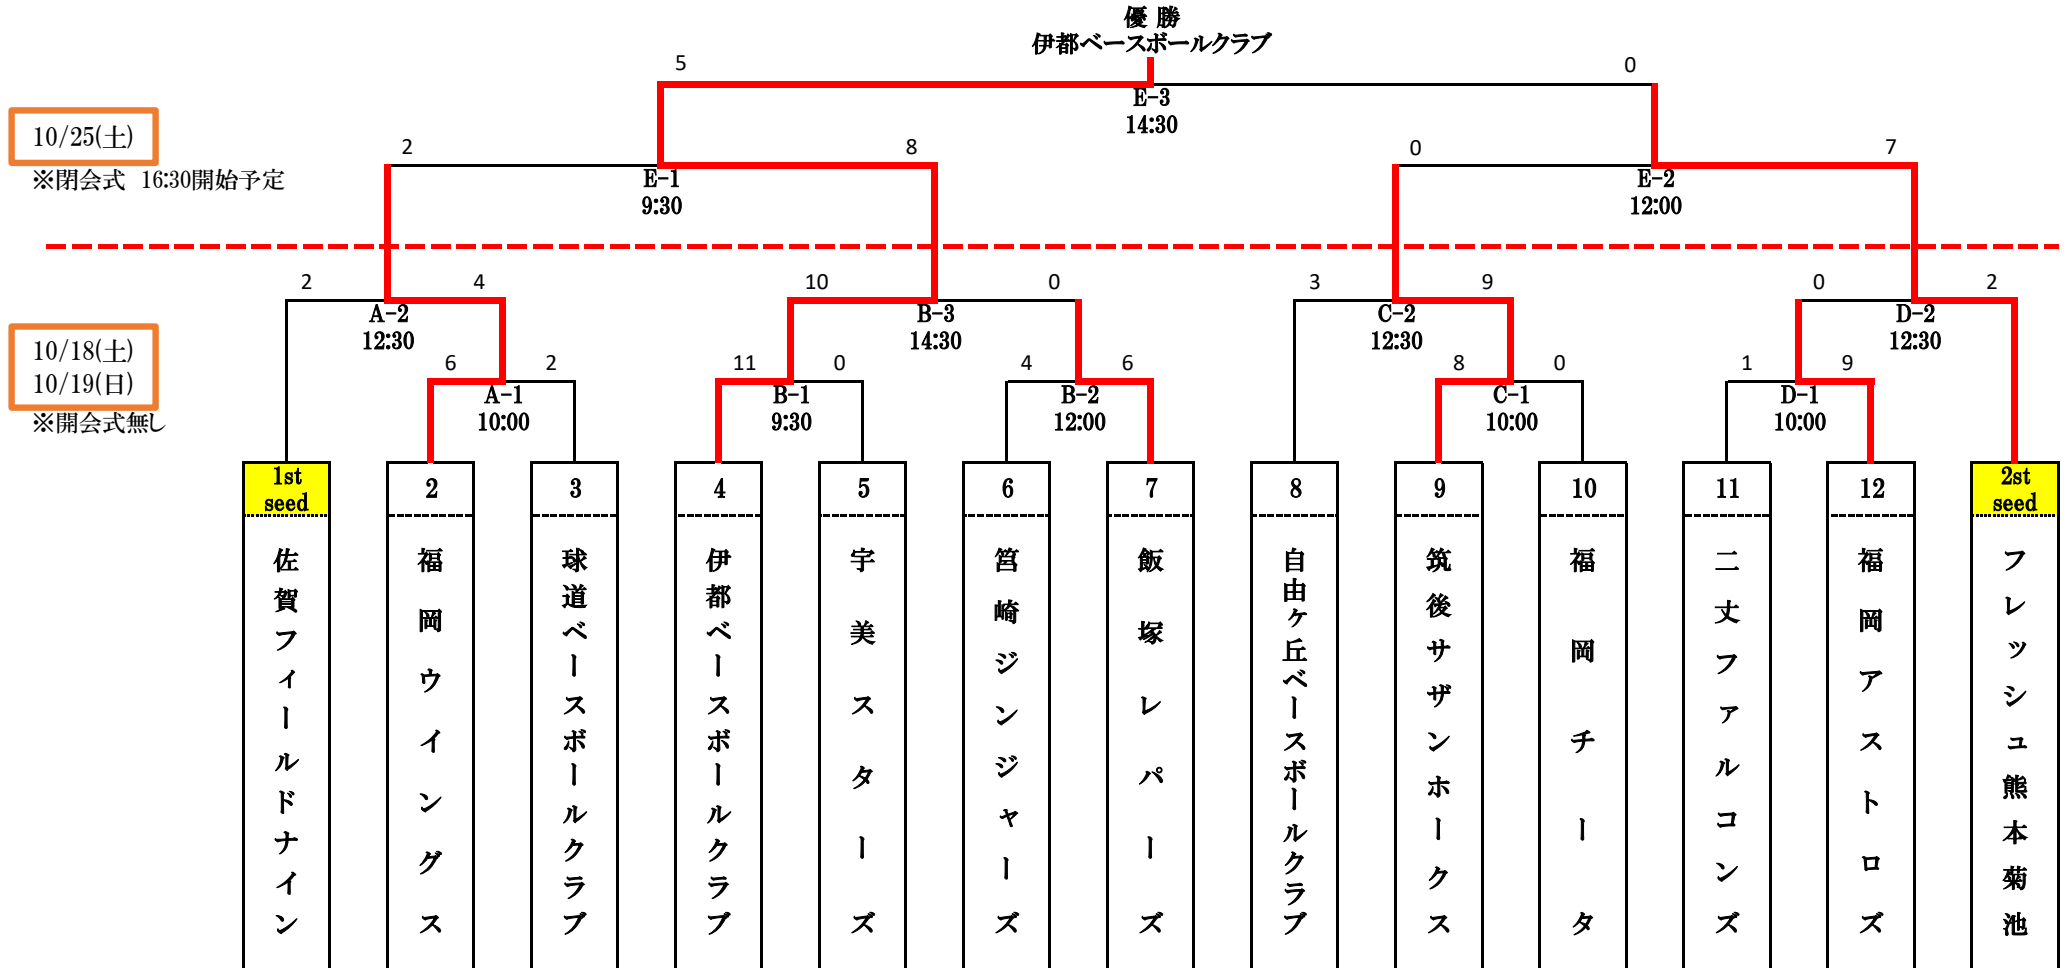 優 勝
伊都ベースボールクラブ
5
0
E-3
14:30
10/25(土)
※閉会式 16:30開始予定
2
8
0
7
E-1
9:30
E-2
12:00
2
4
10
0
3
9
0
2
A-2
12:30
B-3
14:30
C-2
12:30
D-2
12:30
10/18(土)
10/19(日)
※開会式無し
6
2
11
0
4
6
8
0
1
9
A-1
10:00
B-1
9:30
B-2
12:00
C-1
10:00
D-1
10:00
1st
seed
2
3
4
5
6
7
8
9
10
11
12
2st
seed
佐賀フィールドナイン
福岡ウイングス
球道ベースボールクラブ
伊都ベースボールクラブ
宇美スターズ
筥崎ジンジャーズ
飯塚レパーズ
自由ヶ丘ベースボールクラブ
筑後サザンホークス
福岡チータ
二丈ファルコンズ
福岡アストロズ
フレッシュ熊本菊池